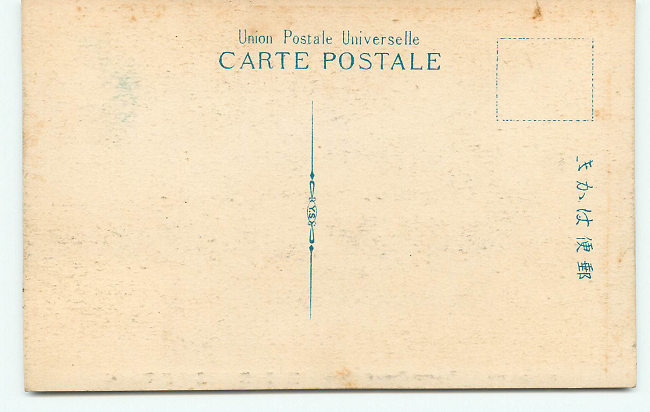 Union Postale Universelle
CARTE POSTALE
きかは便郵